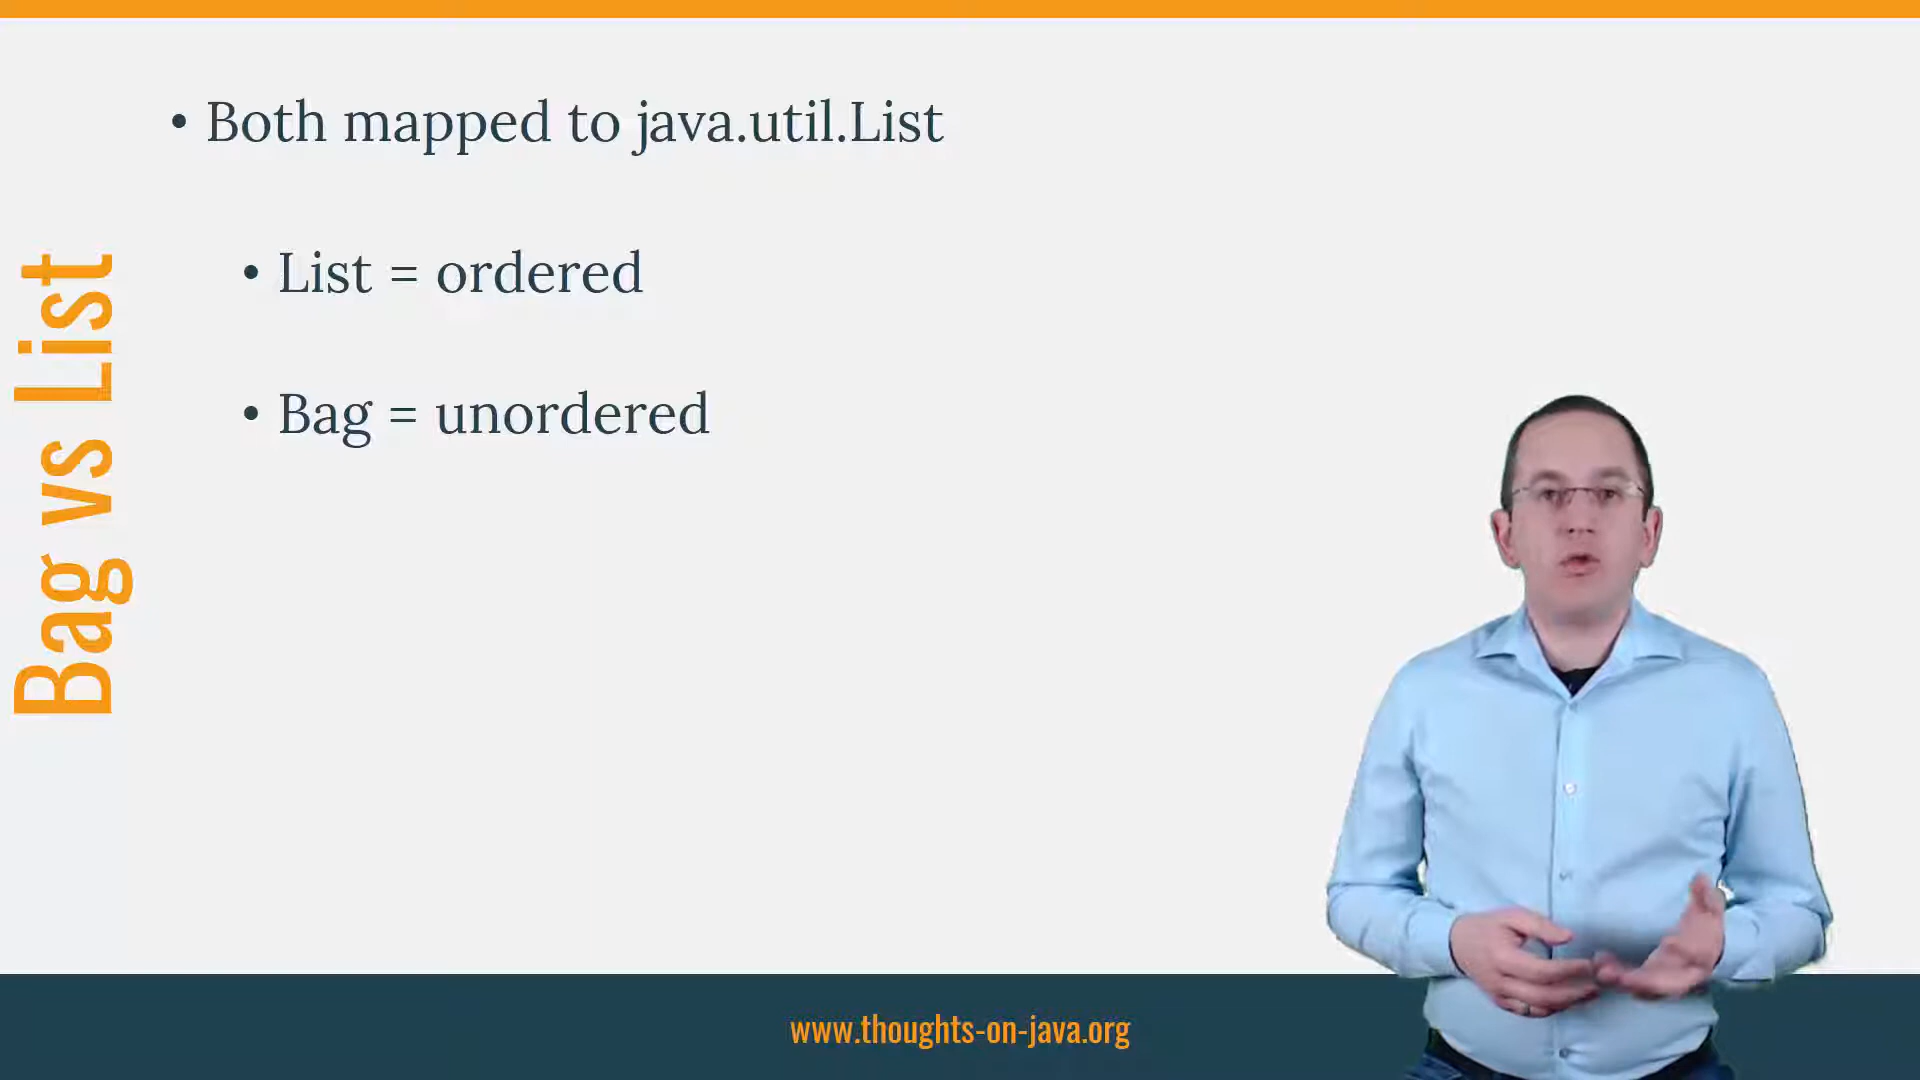 Bag vs List
• Both mapped to java.util.List
• List = ordered
• Bag = unordered
www.thoughts-on-java.org